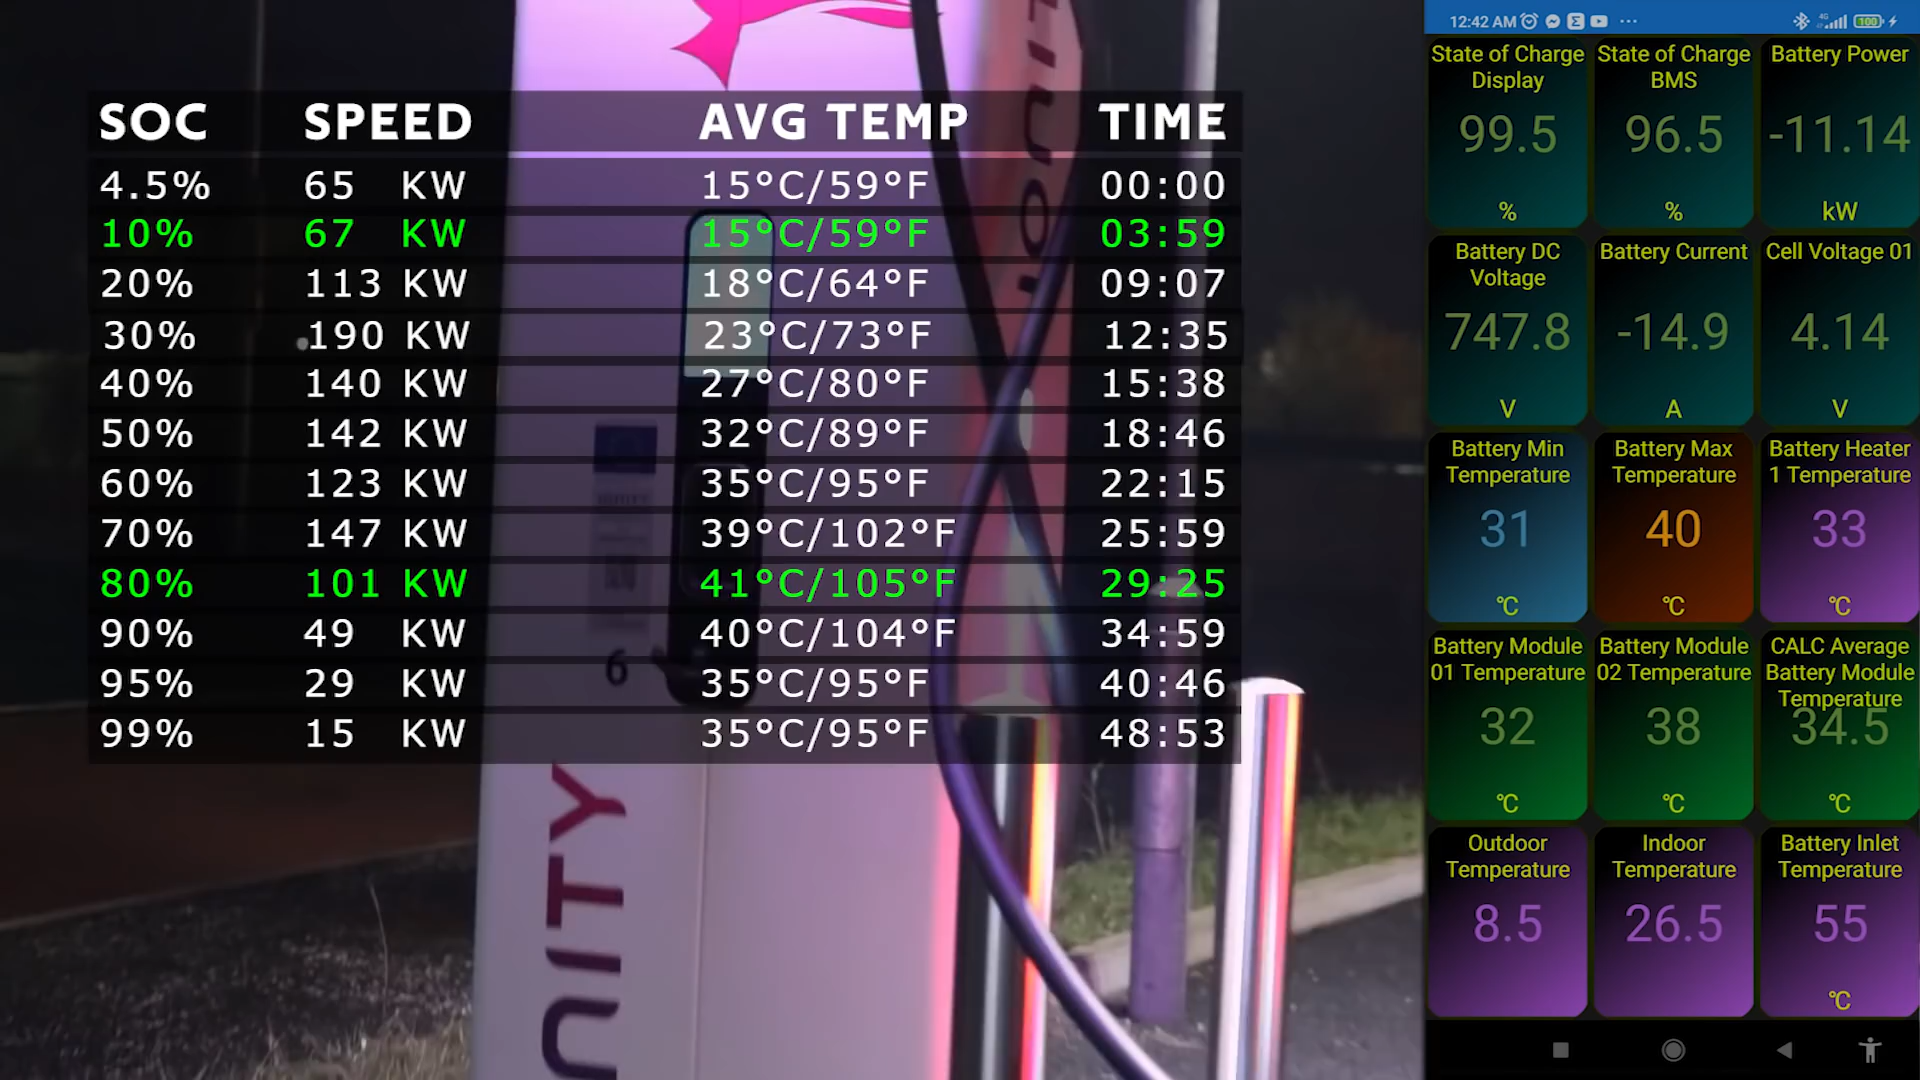 SOC SPEED AVG TEMP TIME
4.5% 65 KW 15°C/59°F 00:00
10% 67 KW 15°C/59°F 03:59
20% 113 KW 18°C/64°F 09:07
30% 190 KW 23°C/73°F 12:35
40% 140 KW 27°C/80°F 15:38
50% 142 KW 32°C/89°F 18:46
60% 123 KW 35°C/95°F 22:15
70% 147 KW 39°C/102°F 25:59
80% 101 KW 41°C/105°F 29:25
90% 49 KW 40°C/104°F 34:59
95% 29 KW 35°C/95°F 40:46
99% 15 KW 35°C/95°F 48:53
6
NITY
IONIT
12:42 AM 4G 100
State of Charge Display
99.5
%
State of Charge BMS
96.5
%
Battery Power
-11.14
kW
Battery DC Voltage
747.8
V
Battery Current
-14.9
A
Cell Voltage 01
4.14
V
Battery Min Temperature
31
°C
Battery Max Temperature
40
°C
Battery Heater 1 Temperature
33
°C
Battery Module 01 Temperature
32
°C
Battery Module 02 Temperature
38
°C
CALC Average Battery Module Temperature
34.5
°C
Outdoor Temperature
8.5
Indoor Temperature
26.5
Battery Inlet Temperature
55
°C